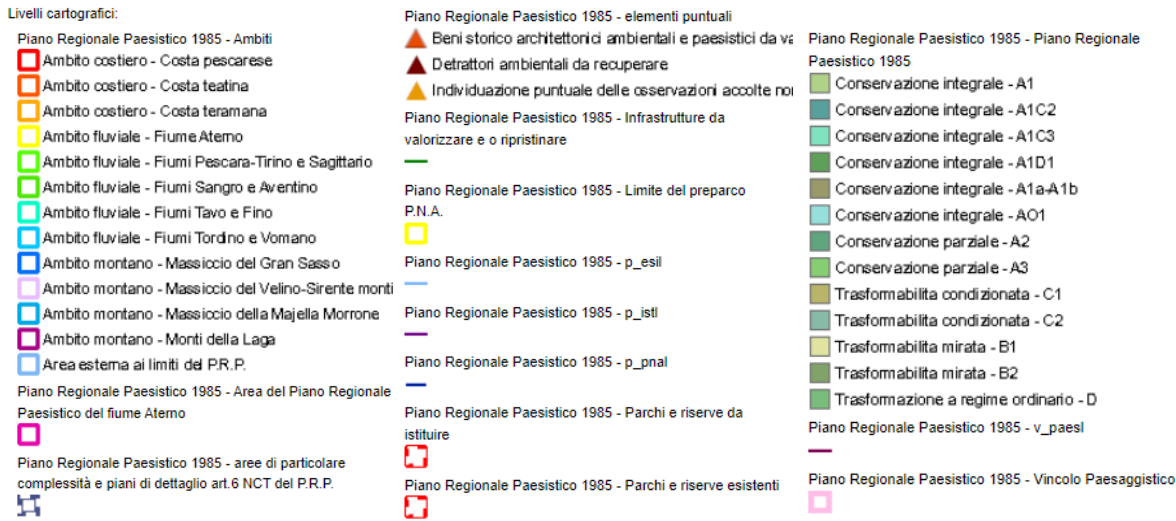 Livelli cartografici:
Piano Regionale Paesistico 1985 - Ambiti
Ambito costiero - Costa pescarese
Ambito costiero - Costa teatina
Ambito costiero - Costa teramana
Ambito fluviale - Fiume Aterno
Ambito fluviale - Fiumi Pescara-Tirino e Sagittario
Ambito fluviale - Fiumi Sangro e Aventino
Ambito fluviale - Fiumi Tavo e Fino
Ambito fluviale - Fiumi Tordino e Vomano
Ambito montano - Massiccio del Gran Sasso
Ambito montano - Massiccio del Velino-Sirente monti
Ambito montano - Massiccio della Majella Morrone
Ambito montano - Monti della Laga
Area esterna ai limiti del P.R.P.
Piano Regionale Paesistico 1985 - Area del Piano Regionale
Paesistico del fiume Aterno
Piano Regionale Paesistico 1985 - aree di particolare
complessità e piani di dettaglio art.6 NCT del P.R.P.
Piano Regionale Paesistico 1985 - elementi puntuali
Beni storico architettonici ambientali e paesistici da va
Detrattori ambientali da recuperare
Individuazione puntuale delle osservazioni accolte no
Piano Regionale Paesistico 1985 - Infrastrutture da
valorizzare e o ripristinare
Piano Regionale Paesistico 1985 - Limite del preparco
P.N.A.
Piano Regionale Paesistico 1985 - p_esil
Piano Regionale Paesistico 1985 - p_istl
Piano Regionale Paesistico 1985 - p_pnal
Piano Regionale Paesistico 1985 - Parchi e riserve da
istituire
Piano Regionale Paesistico 1985 - Parchi e riserve esistenti
Piano Regionale Paesistico 1985 - Piano Regionale
Paesistico 1985
Conservazione integrale - A1
Conservazione integrale - A1C2
Conservazione integrale - A1C3
Conservazione integrale - A1D1
Conservazione integrale - A1a-A1b
Conservazione integrale - AO1
Conservazione parziale - A2
Conservazione parziale - A3
Trasformabilita condizionata - C1
Trasformabilita condizionata - C2
Trasformabilita mirata - B1
Trasformabilita mirata - B2
Trasformazione a regime ordinario - D
Piano Regionale Paesistico 1985 - v_paesl
Piano Regionale Paesistico 1985 - Vincolo Paesaggistico